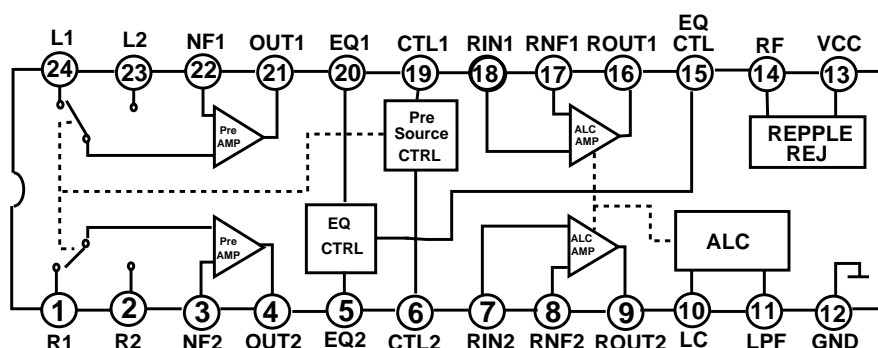 L1 L2 NF1 OUT1 EQ1 CTL1 RIN1 RNF1 ROUT1 EQ CTL RF VCC
24 23 22 21 20 19 18 17 16 15 14 13
Pre AMP
Pre Source CTRL
ALC AMP
REPPLE REJ
EQ CTRL
Pre AMP
ALC AMP
ALC
1 2 3 4 5 6 7 8 9 10 11 12
R1 R2 NF2 OUT2 EQ2 CTL2 RIN2 RNF2 ROUT2 LC LPF GND